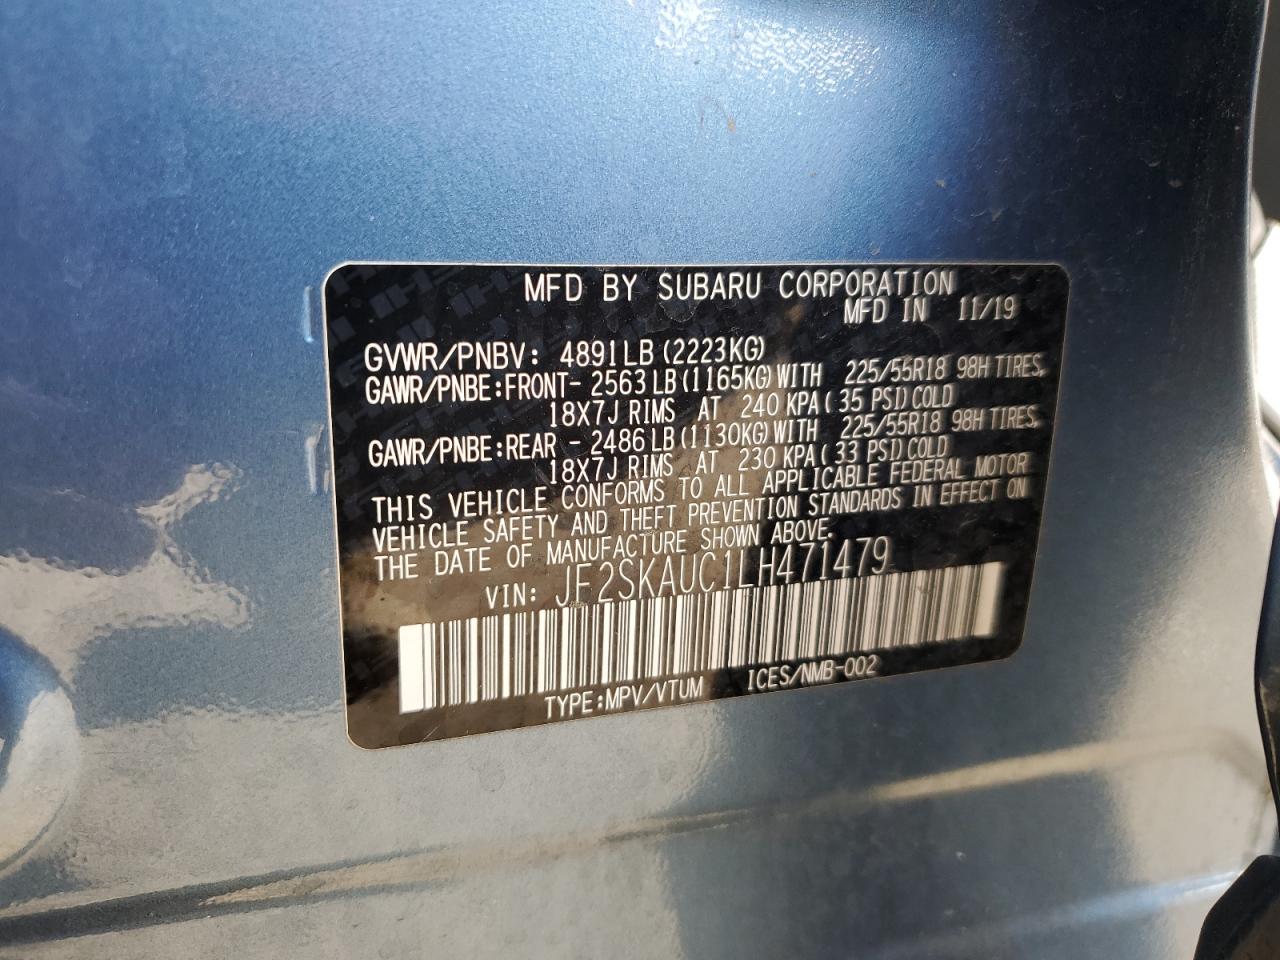 MFD BY SUBARU CORPORATION
MFD IN 11/19
GVWR/PNBV: 4891LB (2223KG)
GAWR/PNBE:FRONT- 2563 LB (1165KG) WITH 225/55R18 98H TIRES,
18X7J RIMS AT 240 KPA ( 35 PSI) COLD
GAWR/PNBE:REAR - 2486 LB (1130KG) WITH 225/55R18 98H TIRES,
18X7J RIMS AT 230 KPA ( 33 PSI) COLD
THIS VEHICLE CONFORMS TO ALL APPLICABLE FEDERAL MOTOR
VEHICLE SAFETY AND THEFT PREVENTION STANDARDS IN EFFECT ON
THE DATE OF MANUFACTURE SHOWN ABOVE.
VIN: JF2SKAUC1LH471479
TYPE:MPV/VTUM ICES/NMB-002